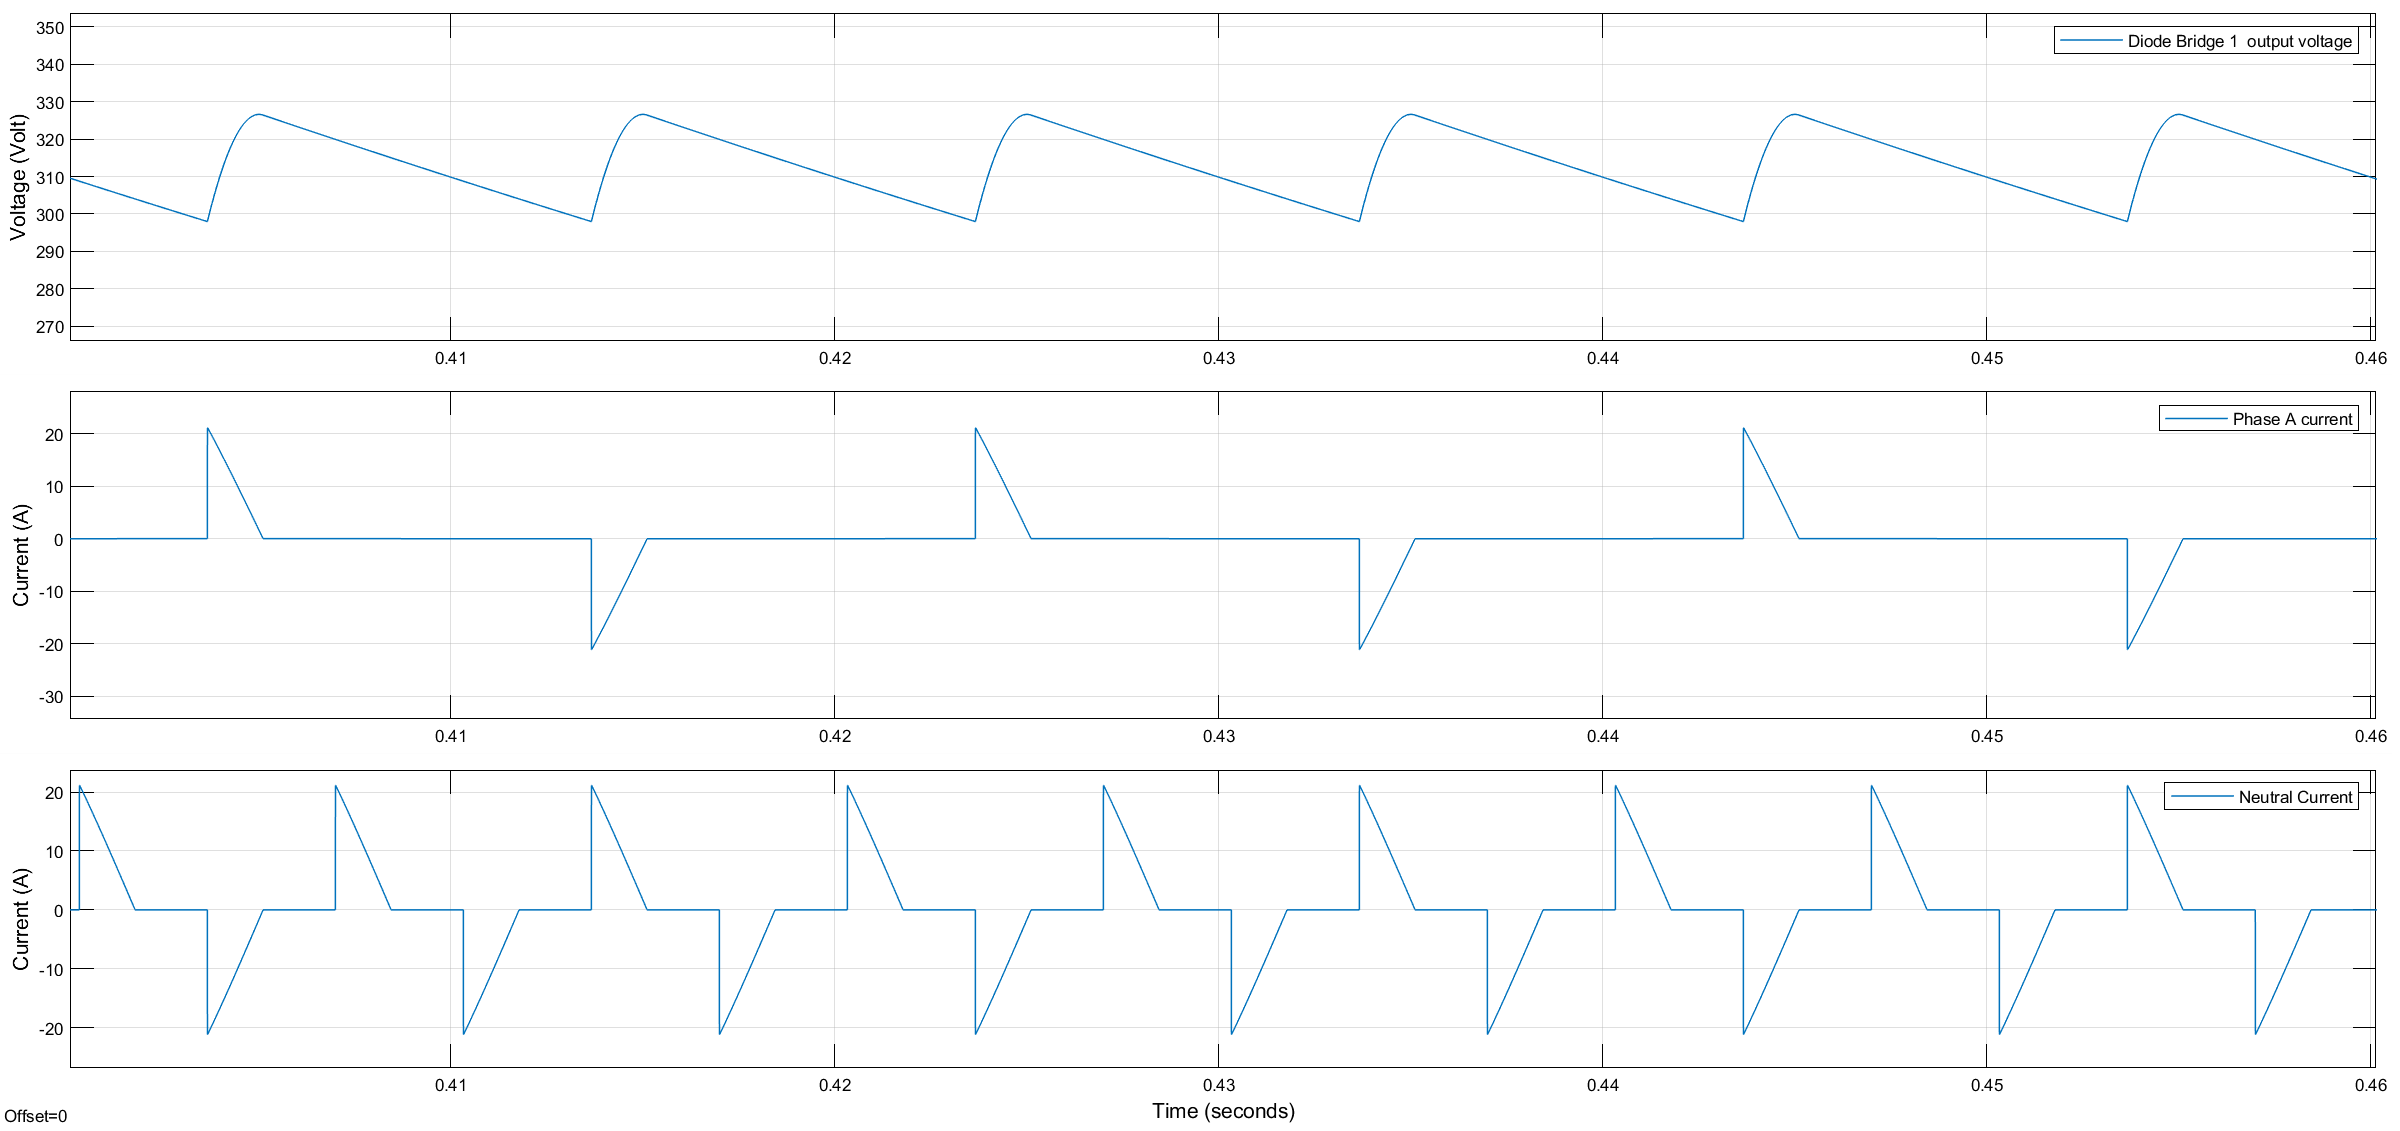 Diode Bridge 1  output voltage
Voltage (Volt)
350
340
330
320
310
300
290
280
270
0.41 0.42 0.43 0.44 0.45 0.46
Phase A current
Current (A)
20
10
0
-10
-20
-30
0.41 0.42 0.43 0.44 0.45 0.46
Neutral Current
Current (A)
20
10
0
-10
-20
0.41 0.42 0.43 0.44 0.45 0.46
Time (seconds)
Offset=0